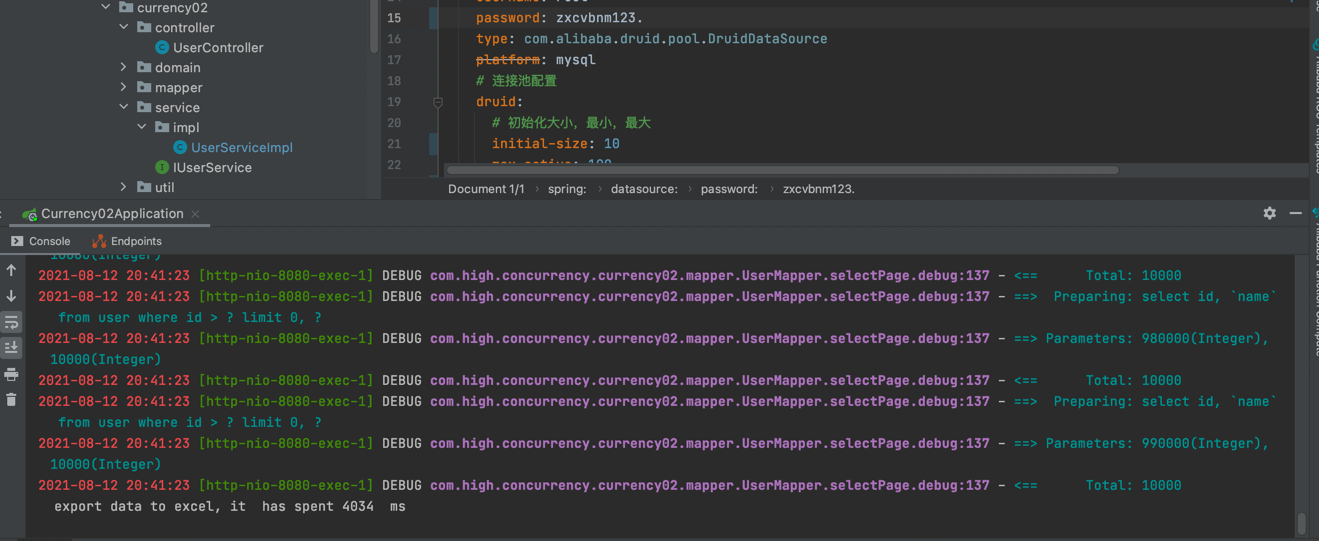 currency02
controller
UserController
domain
mapper
service
impl
UserServiceImpl
IUserService
util
15 password: zxcvbnm123.
16 type: com.alibaba.druid.pool.DruidDataSource
17 platform: mysql
18 # 连接池配置
19 druid:
20 # 初始化大小，最小，最大
21 initial-size: 10
22
Document 1/1 › spring: › datasource: › password: › zxcvbnm123.
Currency02Application
Console Endpoints
10000(Integer)
2021-08-12 20:41:23 [http-nio-8080-exec-1] DEBUG com.high.concurrency.currency02.mapper.UserMapper.selectPage.debug:137 - <== Total: 10000
2021-08-12 20:41:23 [http-nio-8080-exec-1] DEBUG com.high.concurrency.currency02.mapper.UserMapper.selectPage.debug:137 - ==> Preparing: select id, `name`
from user where id > ? limit 0, ?
2021-08-12 20:41:23 [http-nio-8080-exec-1] DEBUG com.high.concurrency.currency02.mapper.UserMapper.selectPage.debug:137 - ==> Parameters: 980000(Integer),
10000(Integer)
2021-08-12 20:41:23 [http-nio-8080-exec-1] DEBUG com.high.concurrency.currency02.mapper.UserMapper.selectPage.debug:137 - <== Total: 10000
2021-08-12 20:41:23 [http-nio-8080-exec-1] DEBUG com.high.concurrency.currency02.mapper.UserMapper.selectPage.debug:137 - ==> Preparing: select id, `name`
from user where id > ? limit 0, ?
2021-08-12 20:41:23 [http-nio-8080-exec-1] DEBUG com.high.concurrency.currency02.mapper.UserMapper.selectPage.debug:137 - ==> Parameters: 990000(Integer),
10000(Integer)
2021-08-12 20:41:23 [http-nio-8080-exec-1] DEBUG com.high.concurrency.currency02.mapper.UserMapper.selectPage.debug:137 - <== Total: 10000
export data to excel, it has spent 4034 ms